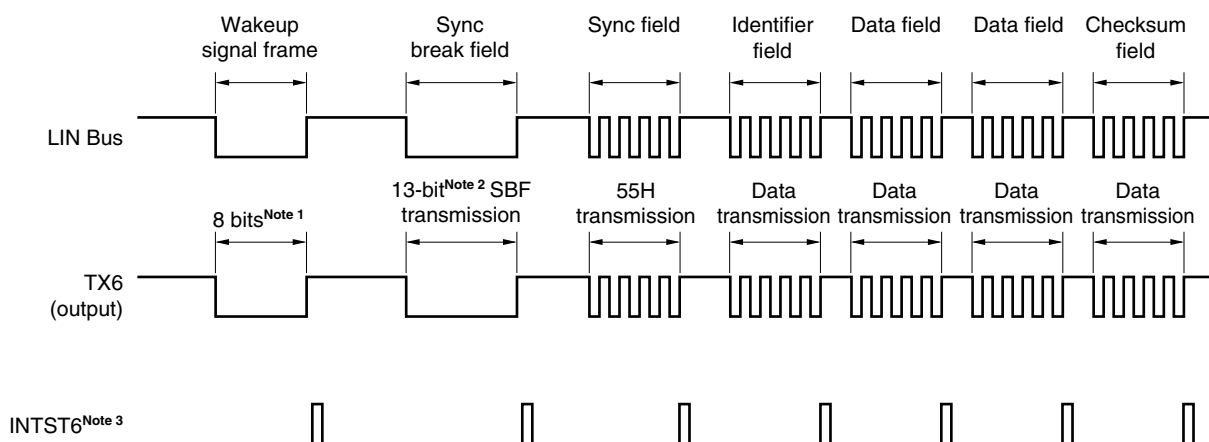 Wakeup
signal frame
Sync
break field
Sync field
Identifier
field
Data field
Data field
Checksum
field
LIN Bus
8 bitsNote 1
13-bitNote 2 SBF
transmission
55H
transmission
Data
transmission
Data
transmission
Data
transmission
Data
transmission
TX6
(output)
INTST6Note 3